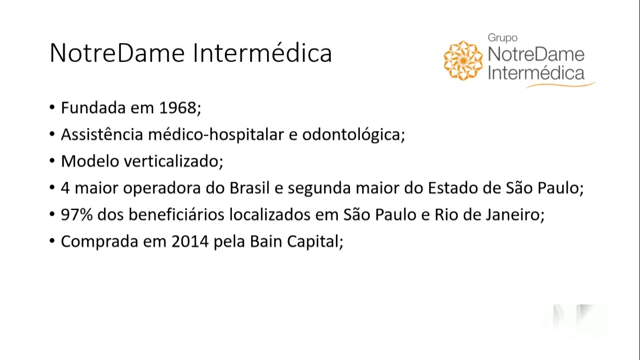 NotreDame Intermédica
Grupo
NotreDame
Intermédica
• Fundada em 1968;
• Assistência médico-hospitalar e odontológica;
• Modelo verticalizado;
• 4 maior operadora do Brasil e segunda maior do Estado de São Paulo;
• 97% dos beneficiários localizados em São Paulo e Rio de Janeiro;
• Comprada em 2014 pela Bain Capital;